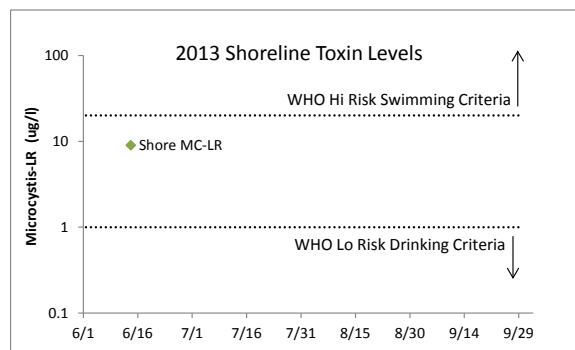 2013 Shoreline Toxin Levels
100
10
1
0.1
Microcystis-LR (ug/l)
WHO Hi Risk Swimming Criteria
Shore MC-LR
WHO Lo Risk Drinking Criteria
6/1 6/16 7/1 7/16 7/31 8/15 8/30 9/14 9/29